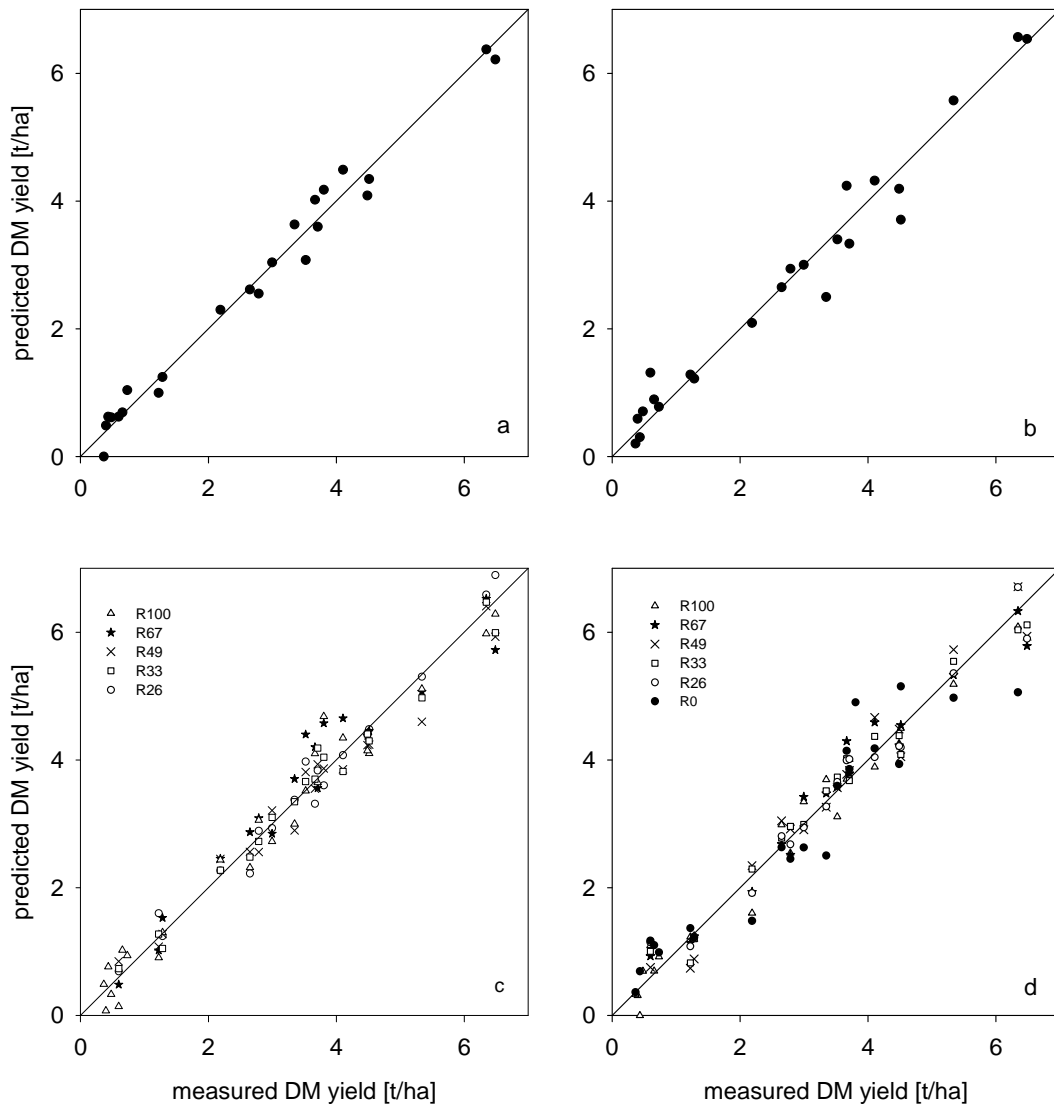 predicted DM yield [t/ha]
6
4
2
0
0 2 4 6
a
6
4
2
0
0 2 4 6
b
predicted DM yield [t/ha]
6
4
2
0
0 2 4 6
R100
R67
R49
R33
R26
c
measured DM yield [t/ha]
6
4
2
0
0 2 4 6
R100
R67
R49
R33
R26
R0
d
measured DM yield [t/ha]